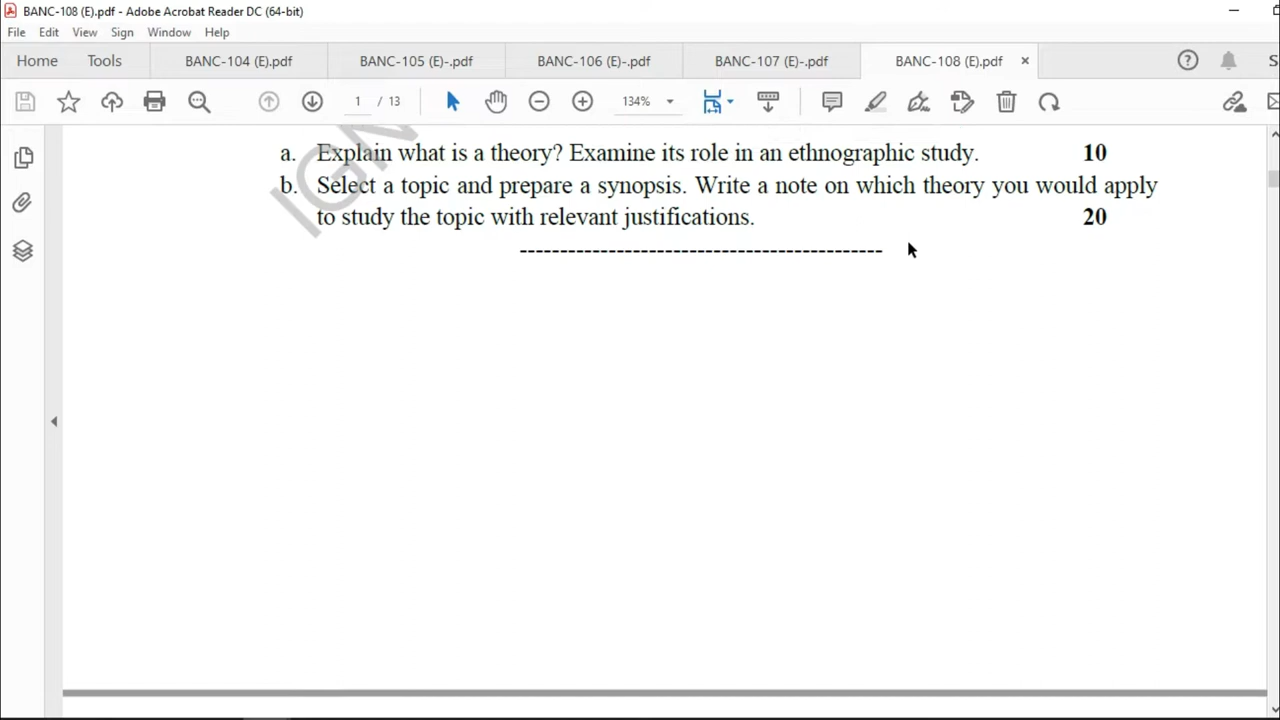 BANC-108 (E).pdf - Adobe Acrobat Reader DC (64-bit)
File Edit View Sign Window Help
Home Tools BANC-104 (E).pdf BANC-105 (E)-.pdf BANC-106 (E)-.pdf BANC-107 (E)-.pdf BANC-108 (E).pdf ×
1 / 13 134%
a. Explain what is a theory? Examine its role in an ethnographic study. 10
b. Select a topic and prepare a synopsis. Write a note on which theory you would apply
to study the topic with relevant justifications. 20
---------------------------------------------
IGN